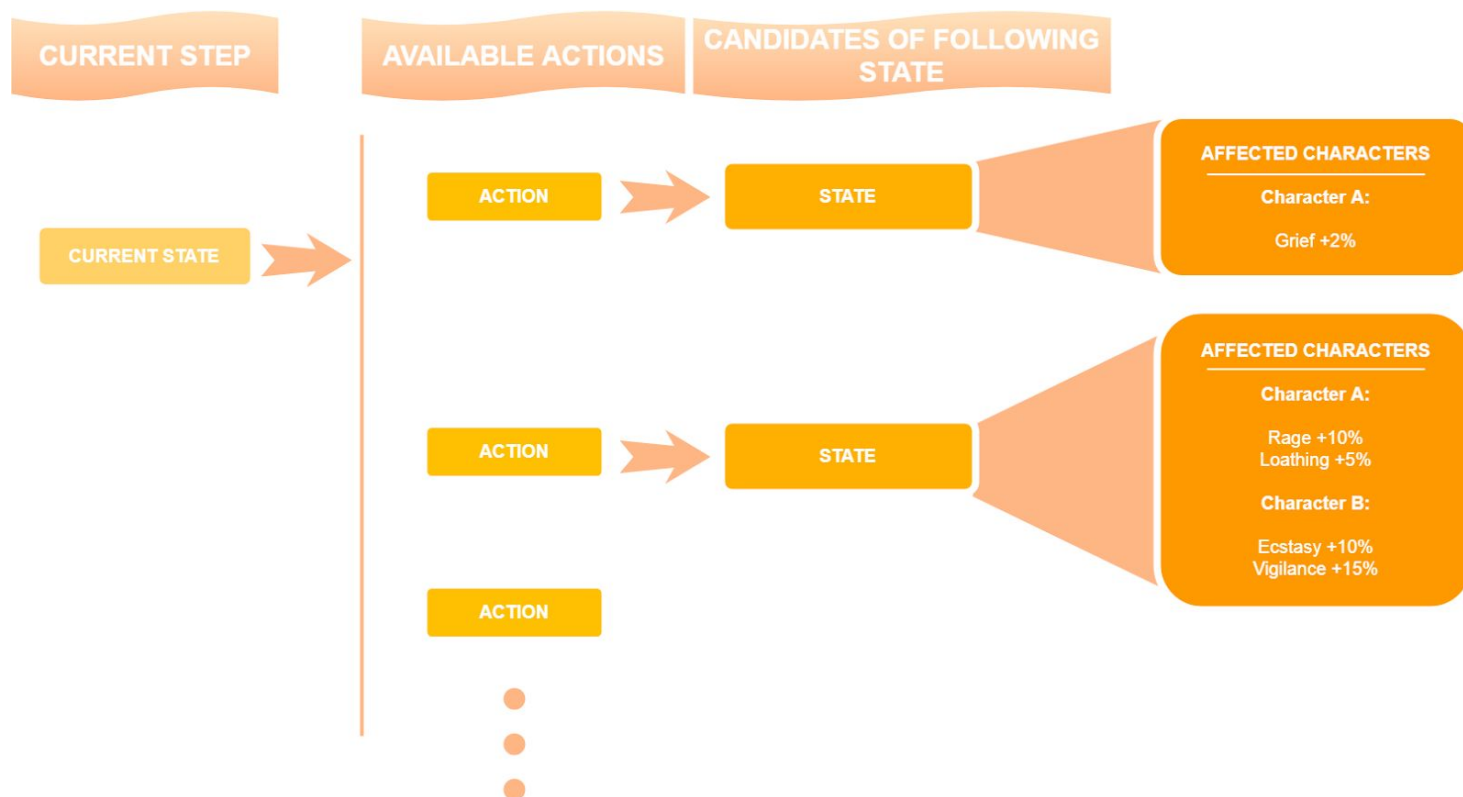 CURRENT STEP
AVAILABLE ACTIONS
CANDIDATES OF FOLLOWING
STATE
CURRENT STATE
ACTION
STATE
AFFECTED CHARACTERS
Character A:
Grief +2%
ACTION
STATE
AFFECTED CHARACTERS
Character A:
Rage +10%
Loathing +5%
Character B:
Ecstasy +10%
Vigilance +15%
ACTION